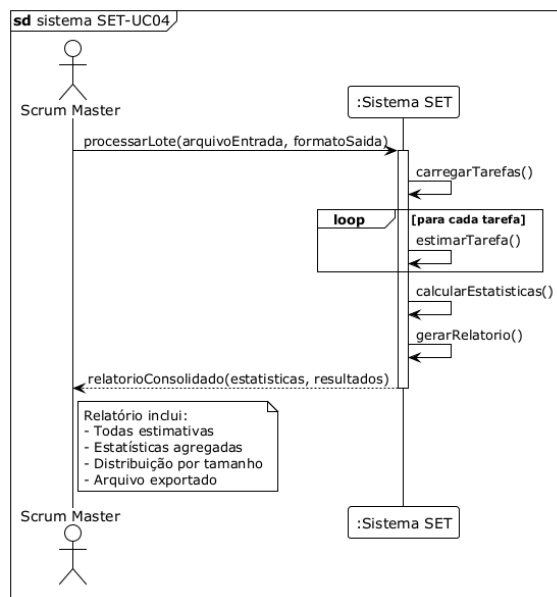 sd sistema SET-UC04
Scrum Master
:Sistema SET
processarLote(arquivoEntrada, formatoSaida)
carregarTarefas()
loop [para cada tarefa]
estimarTarefa()
calcularEstatisticas()
gerarRelatorio()
relatorioConsolidado(estatisticas, resultados)
Relatório inclui:
- Todas estimativas
- Estatísticas agregadas
- Distribuição por tamanho
- Arquivo exportado
Scrum Master
:Sistema SET